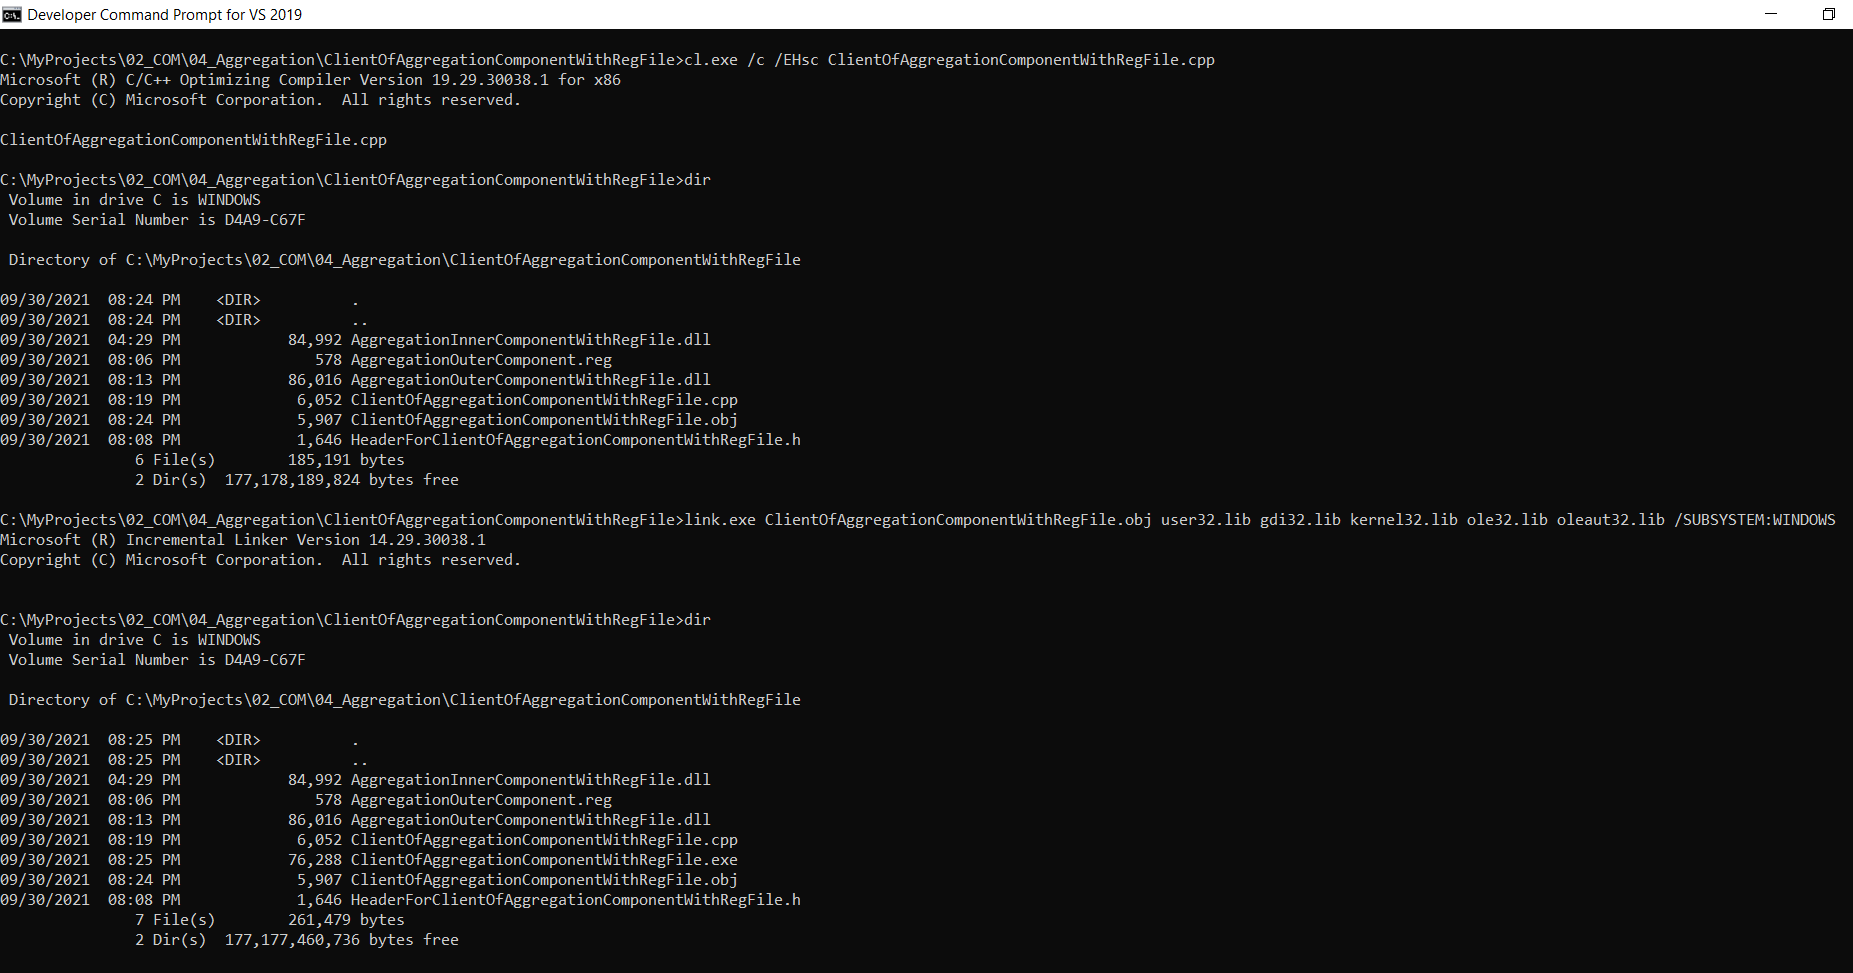 Developer Command Prompt for VS 2019
C:\MyProjects\02_COM\04_Aggregation\ClientOfAggregationComponentWithRegFile>cl.exe /c /EHsc ClientOfAggregationComponentWithRegFile.cpp
Microsoft (R) C/C++ Optimizing Compiler Version 19.29.30038.1 for x86
Copyright (C) Microsoft Corporation.  All rights reserved.
ClientOfAggregationComponentWithRegFile.cpp
C:\MyProjects\02_COM\04_Aggregation\ClientOfAggregationComponentWithRegFile>dir
 Volume in drive C is WINDOWS
 Volume Serial Number is D4A9-C67F
 Directory of C:\MyProjects\02_COM\04_Aggregation\ClientOfAggregationComponentWithRegFile
09/30/2021  08:24 PM    <DIR>          .
09/30/2021  08:24 PM    <DIR>          ..
09/30/2021  04:29 PM            84,992 AggregationInnerComponentWithRegFile.dll
09/30/2021  08:06 PM               578 AggregationOuterComponent.reg
09/30/2021  08:13 PM            86,016 AggregationOuterComponentWithRegFile.dll
09/30/2021  08:19 PM             6,052 ClientOfAggregationComponentWithRegFile.cpp
09/30/2021  08:24 PM             5,907 ClientOfAggregationComponentWithRegFile.obj
09/30/2021  08:08 PM             1,646 HeaderForClientOfAggregationComponentWithRegFile.h
               6 File(s)        185,191 bytes
               2 Dir(s)  177,178,189,824 bytes free
C:\MyProjects\02_COM\04_Aggregation\ClientOfAggregationComponentWithRegFile>link.exe ClientOfAggregationComponentWithRegFile.obj user32.lib gdi32.lib kernel32.lib ole32.lib oleaut32.lib /SUBSYSTEM:WINDOWS
Microsoft (R) Incremental Linker Version 14.29.30038.1
Copyright (C) Microsoft Corporation.  All rights reserved.
C:\MyProjects\02_COM\04_Aggregation\ClientOfAggregationComponentWithRegFile>dir
 Volume in drive C is WINDOWS
 Volume Serial Number is D4A9-C67F
 Directory of C:\MyProjects\02_COM\04_Aggregation\ClientOfAggregationComponentWithRegFile
09/30/2021  08:25 PM    <DIR>          .
09/30/2021  08:25 PM    <DIR>          ..
09/30/2021  04:29 PM            84,992 AggregationInnerComponentWithRegFile.dll
09/30/2021  08:06 PM               578 AggregationOuterComponent.reg
09/30/2021  08:13 PM            86,016 AggregationOuterComponentWithRegFile.dll
09/30/2021  08:19 PM             6,052 ClientOfAggregationComponentWithRegFile.cpp
09/30/2021  08:25 PM            76,288 ClientOfAggregationComponentWithRegFile.exe
09/30/2021  08:24 PM             5,907 ClientOfAggregationComponentWithRegFile.obj
09/30/2021  08:08 PM             1,646 HeaderForClientOfAggregationComponentWithRegFile.h
               7 File(s)        261,479 bytes
               2 Dir(s)  177,177,460,736 bytes free